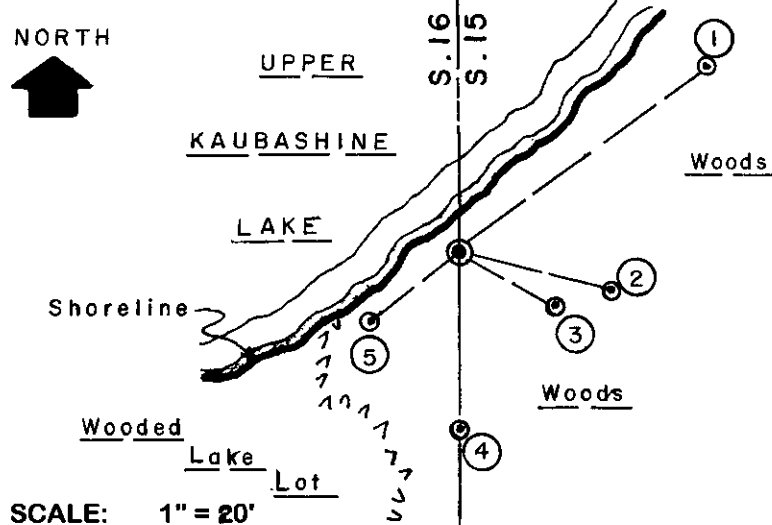 NORTH
UPPER
KAUBASHINE
LAKE
S.16
S.15
1
Woods
2
3
Shoreline
5
Woods
Wooded
Lake
Lot
4
SCALE: 1" = 20'